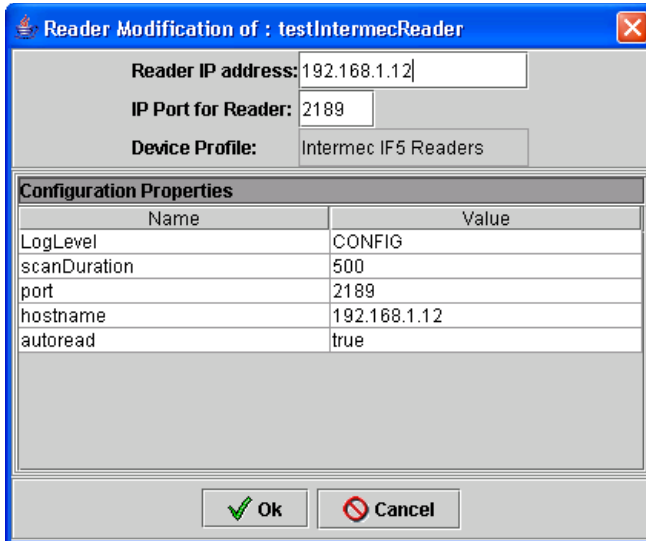 Reader Modification of : testIntermecReader
Reader IP address: 192.168.1.12
IP Port for Reader: 2189
Device Profile: Intermec IF5 Readers
Configuration Properties
Name Value
LogLevel CONFIG
scanDuration 500
port 2189
hostname 192.168.1.12
autoread true
Ok Cancel